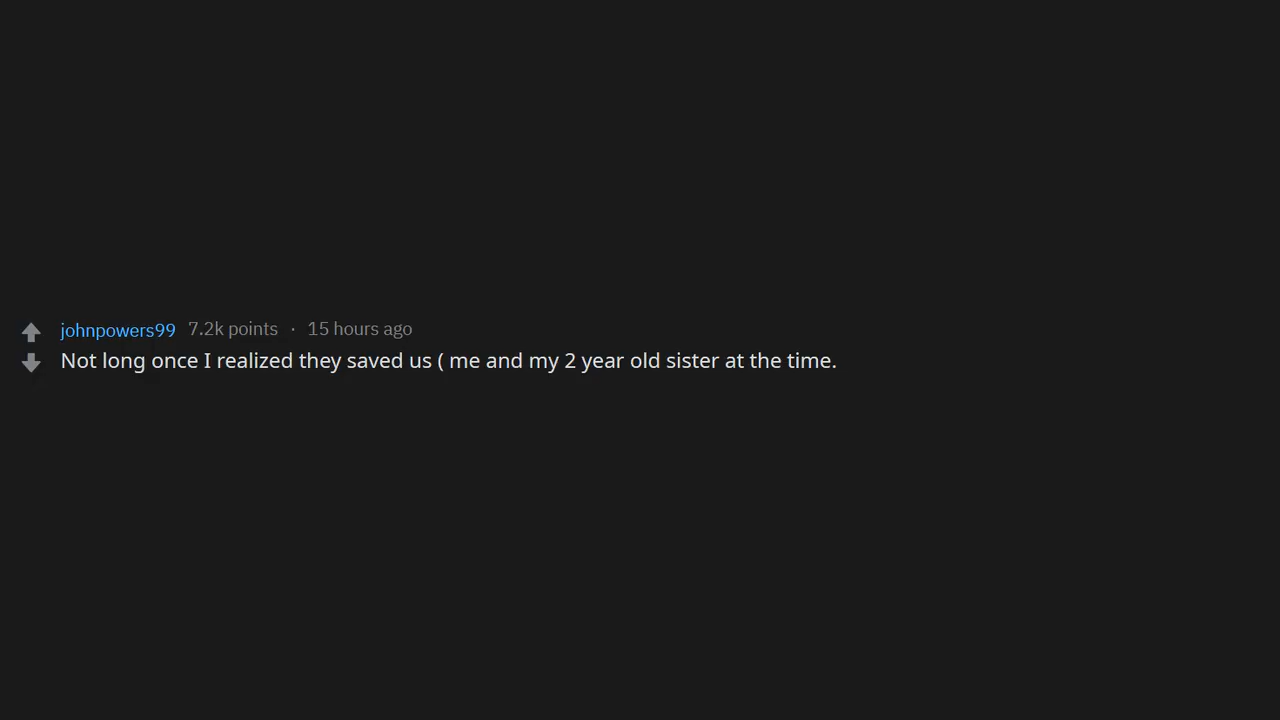 johnpowers99 7.2k points · 15 hours ago
Not long once I realized they saved us ( me and my 2 year old sister at the time.